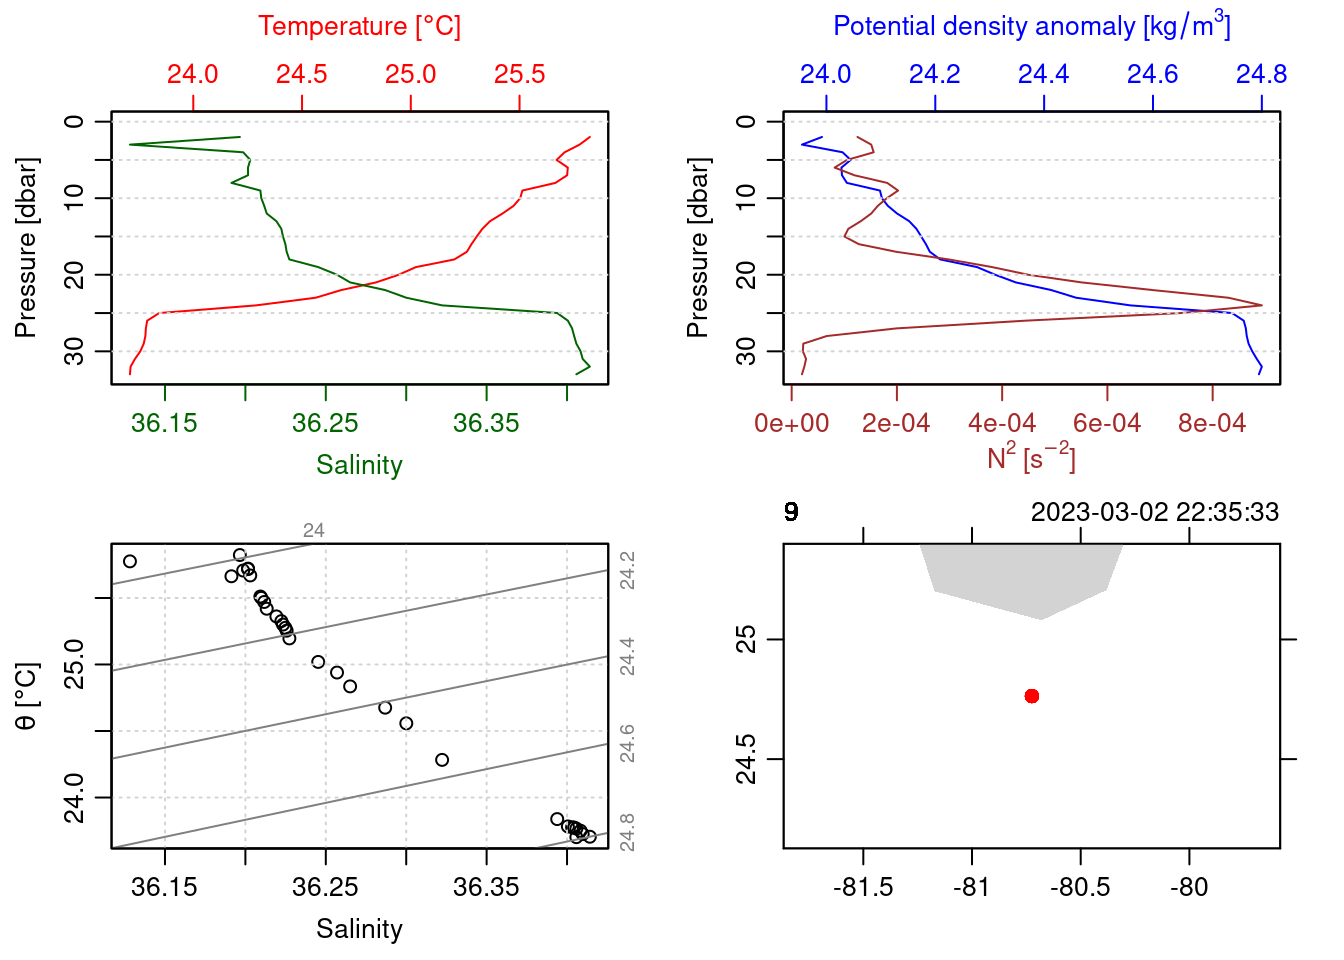 Temperature [°C]
24.0 24.5 25.0 25.5
Pressure [dbar]
0
10
20
30
36.15 36.25 36.35
Salinity
Potential density anomaly [kg/m³]
24.0 24.2 24.4 24.6 24.8
Pressure [dbar]
0
10
20
30
0e+00 2e-04 4e-04 6e-04 8e-04
N² [s⁻²]
24
24.2
24.4
24.6
24.8
θ [°C]
25.0
24.0
36.15 36.25 36.35
Salinity
2023-03-02 22:35:33
25
24.5
-81.5 -81 -80.5 -80